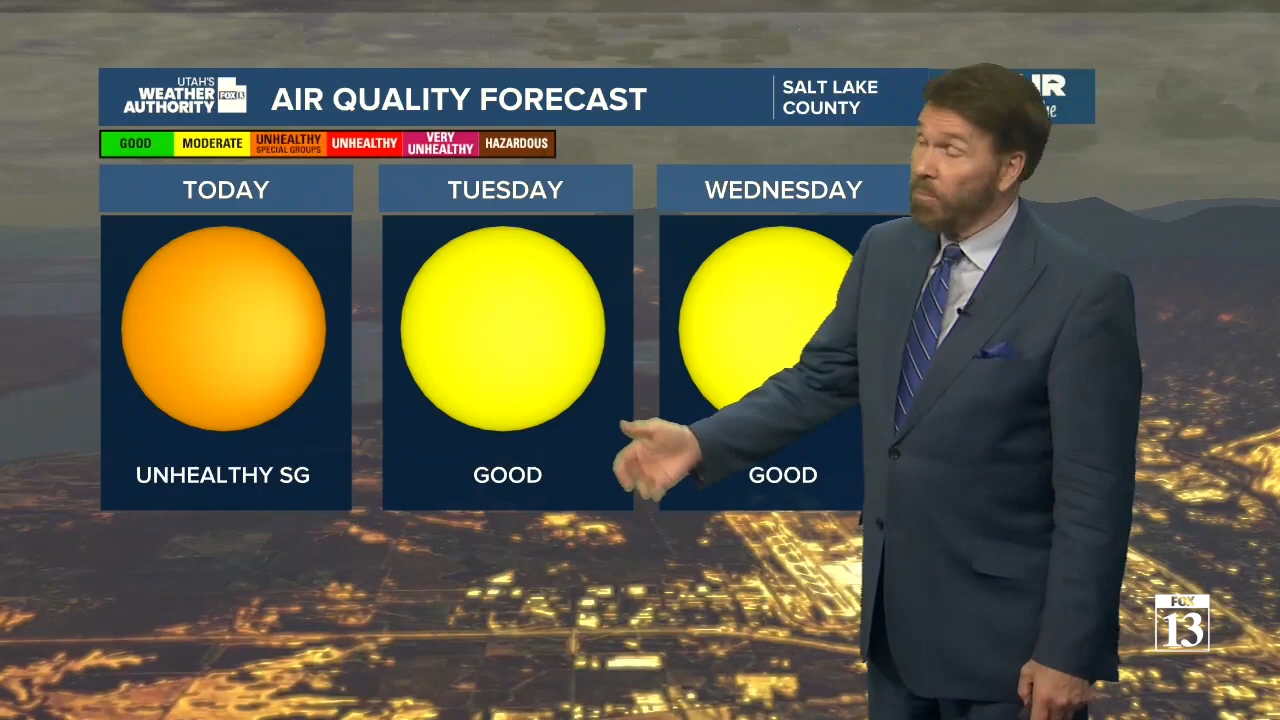 UTAH'S
WEATHER
AUTHORITY
FOX 13
AIR QUALITY FORECAST
SALT LAKE
COUNTY
GOOD
MODERATE
UNHEALTHY
SPECIAL GROUPS
UNHEALTHY
VERY
UNHEALTHY
HAZARDOUS
TODAY
TUESDAY
WEDNESDAY
UNHEALTHY SG
GOOD
GOOD
FOX
13